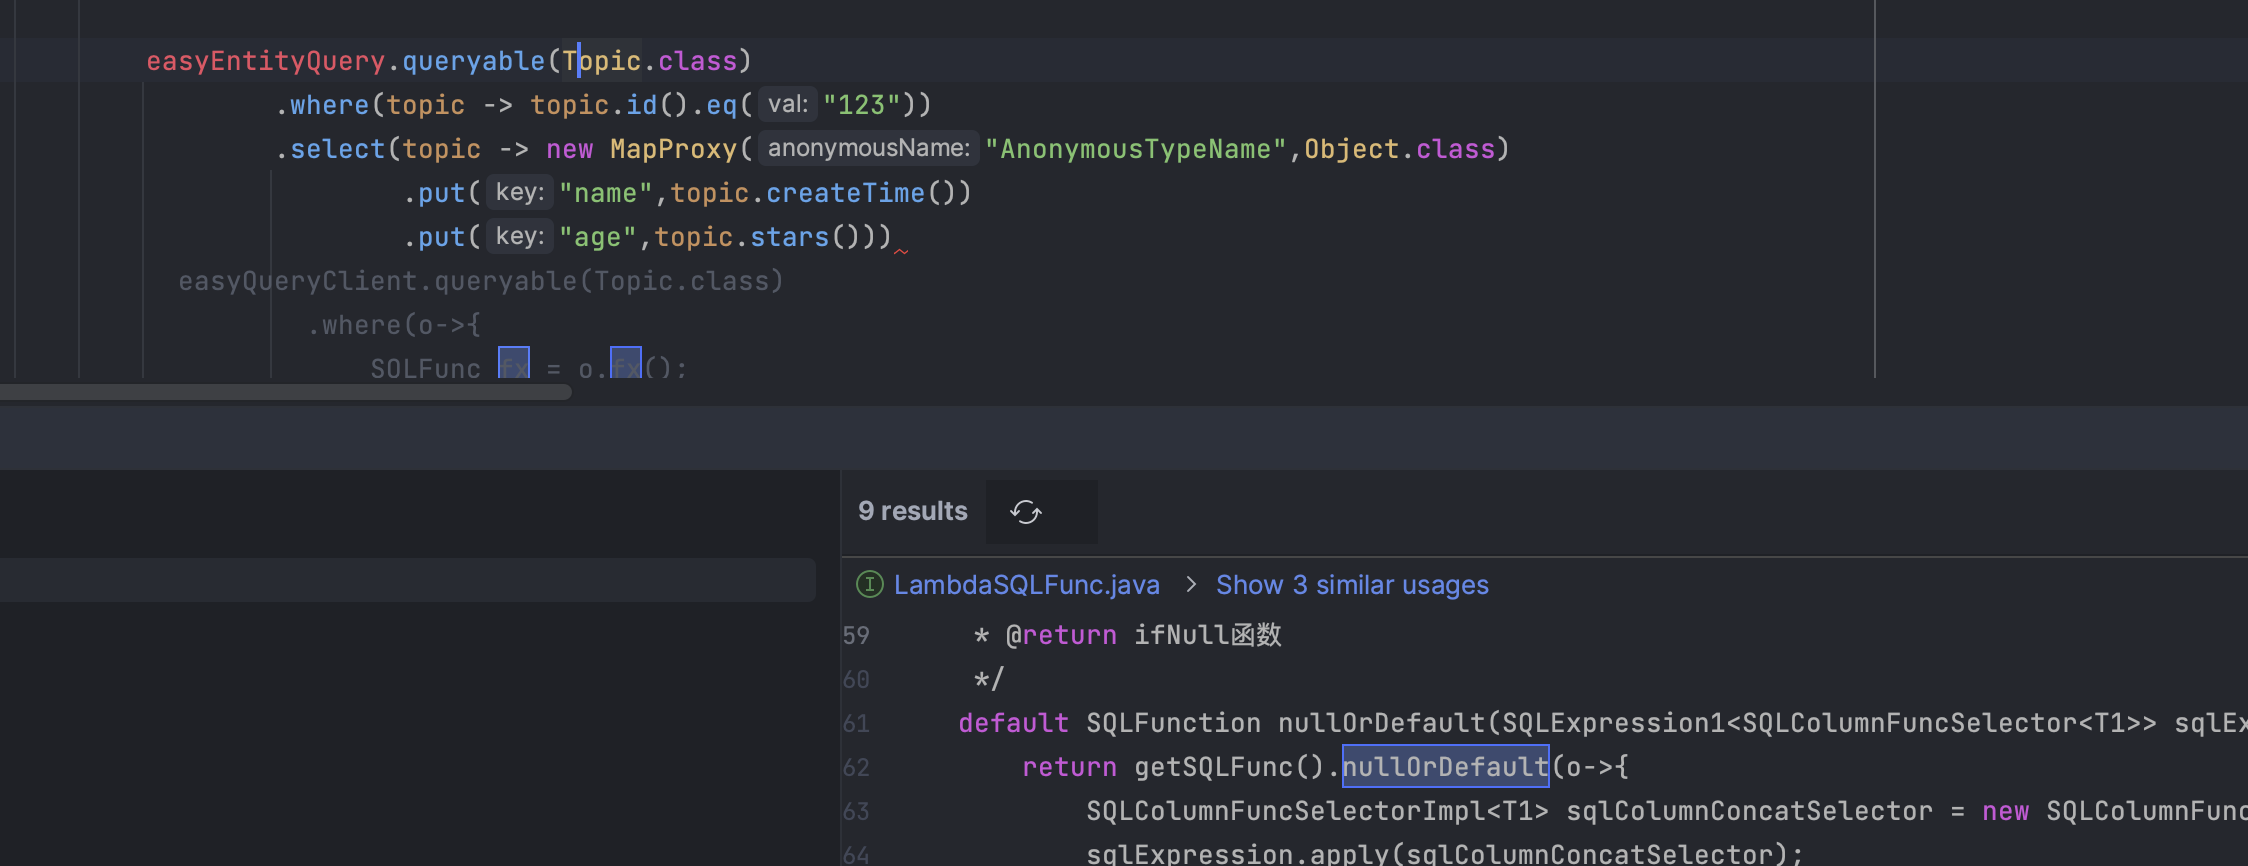 easyEntityQuery.queryable(Topic.class)
.where(topic -> topic.id().eq( val: "123"))
.select(topic -> new MapProxy( anonymousName: "AnonymousTypeName",Object.class)
.put( key: "name",topic.createTime())
.put( key: "age",topic.stars()))
easyQueryClient.queryable(Topic.class)
.where(o->{
SQLFunc fx = o.fx();
9 results
LambdaSQLFunc.java > Show 3 similar usages
59 * @return ifNull函数
60 */
61 default SQLFunction nullOrDefault(SQLExpression1<SQLColumnFuncSelector<T1>> sqlEx
62 return getSQLFunc().nullOrDefault(o->{
63 SQLColumnFuncSelectorImpl<T1> sqlColumnConcatSelector = new SQLColumnFunc
64 sqlExpression.apply(sqlColumnConcatSelector);